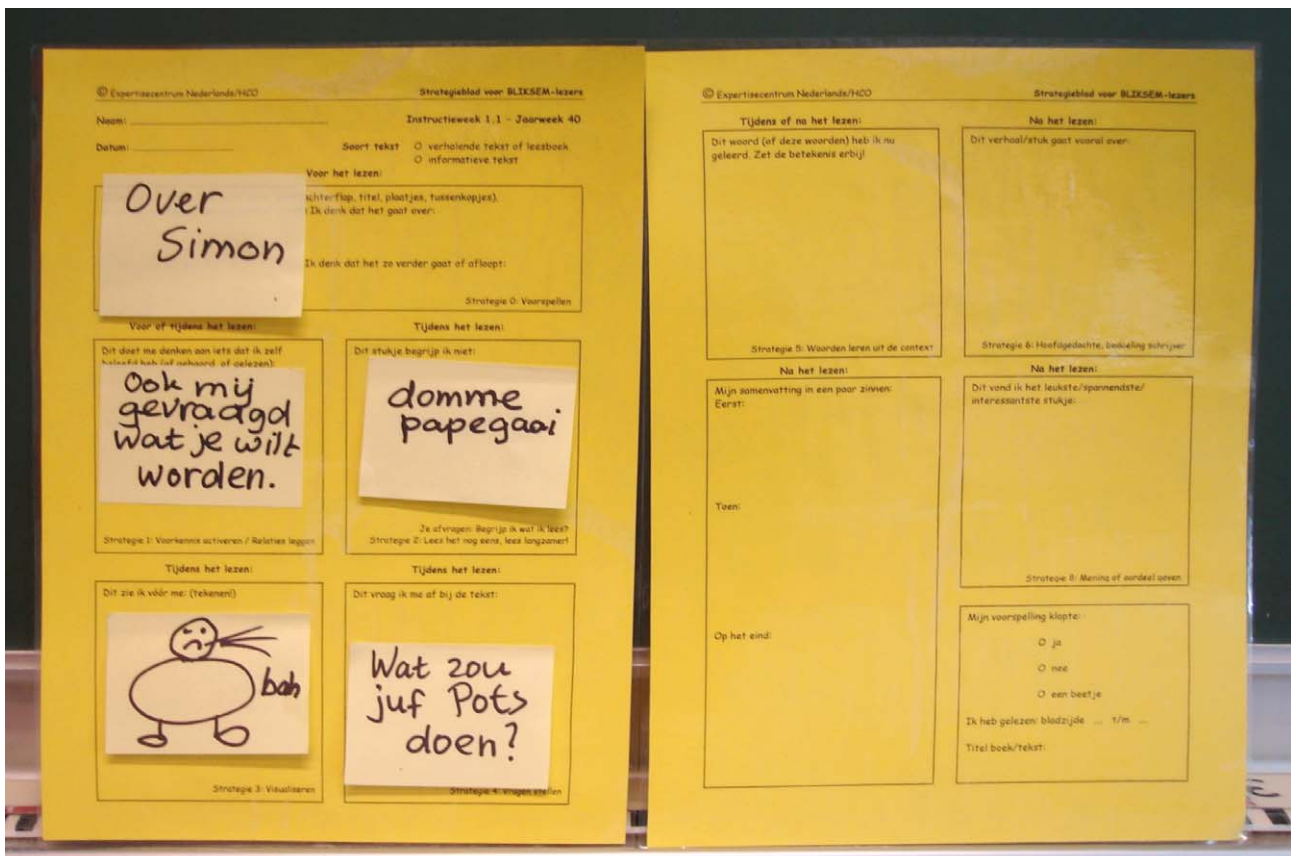 © Expertisecentrum Nederlands/HCO Strategieblad voor BLIKSEM-lezers
Naam: Instructieweek 1.1 - Jaarweek 40
Datum: Soort tekst O verhalende tekst of leesboek
O informatieve tekst
Voor het lezen:
achterflap, titel, plaatjes, tussenkopjes).
Ik denk dat het gaat over:
Over
Simon
Ik denk dat het zo verder gaat of afloopt:
Strategie 0: Voorspellen
Voor of tijdens het lezen:
Dit doet me denken aan iets dat ik zelf
beleefd heb (of gehoord, of gelezen):
Ook mij
gevraagd
wat je wilt
worden.
Strategie 1: Voorkennis activeren / Relaties leggen
Tijdens het lezen:
Dit stukje begrijp ik niet:
domme
papegaai
Je afvragen: Begrijp ik wat ik lees?
Strategie 2: Lees het nog eens, lees langzamer!
Tijdens het lezen:
Dit zie ik vóór me: (tekenen!)
bah
Strategie 3: Visualiseren
Tijdens het lezen:
Dit vraag ik me af bij de tekst:
Wat zou
juf Pots
doen?
Strategie 4: Vragen stellen
© Expertisecentrum Nederlands/HCO Strategieblad voor BLIKSEM-lezers
Tijdens of na het lezen:
Dit woord (of deze woorden) heb ik nu
geleerd. Zet de betekenis erbij!
Strategie 5: Woorden leren uit de context
Na het lezen:
Dit verhaal/stuk gaat vooral over:
Strategie 6: Hoofdgedachte, bedoeling schrijver
Na het lezen:
Mijn samenvatting in een paar zinnen:
Eerst:
Toen:
Op het eind:
Na het lezen:
Dit vond ik het leukste/spannendste/
interessantste stukje:
Strategie 8: Mening of oordeel geven
Mijn voorspelling klopte:
O ja
O nee
O een beetje
Ik heb gelezen: bladzijde ... t/m ...
Titel boek/tekst: